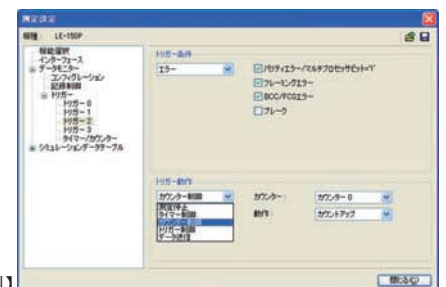 測定設定
機種: LE-150P
機能選択
インターフェース
データモニター
コンフィグレーション
記録制御
トリガー
トリガー 0
トリガー 1
トリガー 2
トリガー 3
タイマー/カウンター
シミュレーションデータテーブル
トリガー条件
エラー
パリティエラー/マルチプロセッサビット="1"
フレーミングエラー
BCC/FCSエラー
ブレーク
トリガー動作
カウンター制御
測定停止
タイマー制御
カウンター制御
トリガー制御
データ送信
カウンター:
カウンター 0
動作:
カウントアップ
閉じる(C)